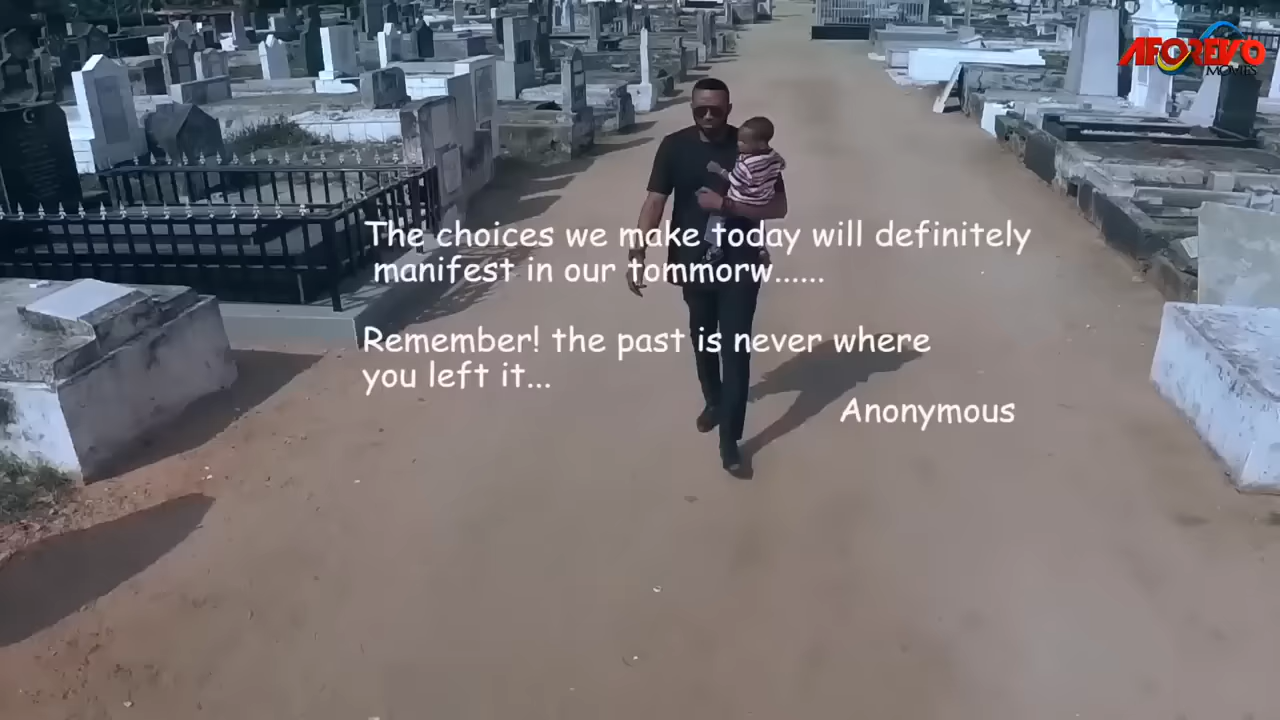 AFOREVO
MOVIES
The choices we make today will definitely
manifest in our tommorw......
Remember! the past is never where
you left it...
Anonymous